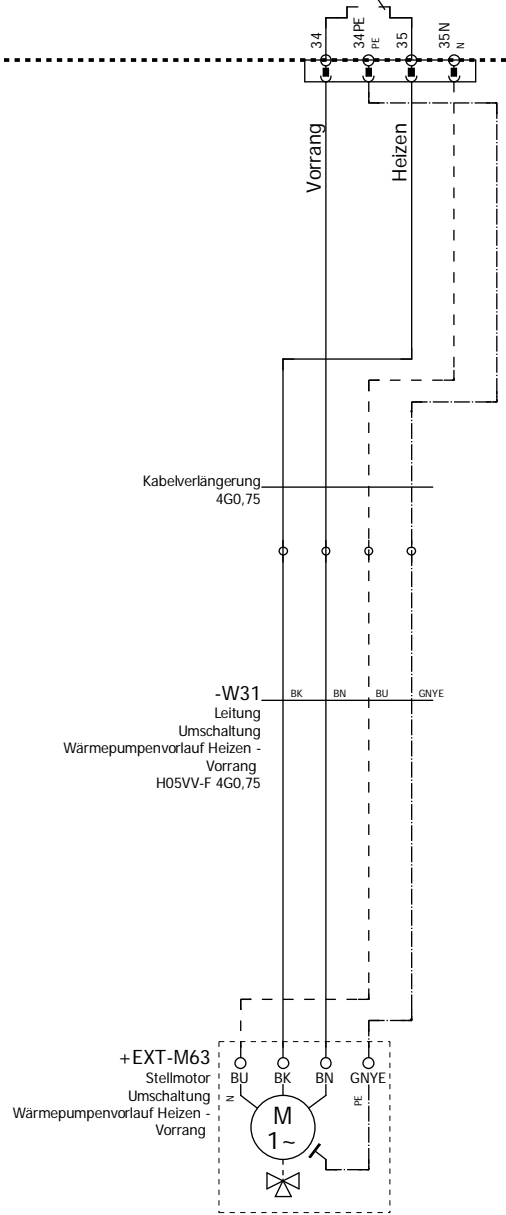 34
34PE
PE
35
35N
N
Vorrang
Heizen
Kabelverlängerung
4G0,75
-W31
BK
BN
BU
GNYE
Leitung
Umschaltung
Wärmepumpenvorlauf Heizen -
Vorrang
H05VV-F 4G0,75
+EXT-M63
Stellmotor
Umschaltung
Wärmepumpenvorlauf Heizen -
Vorrang
BU
BK
BN
GNYE
N
PE
M
1~